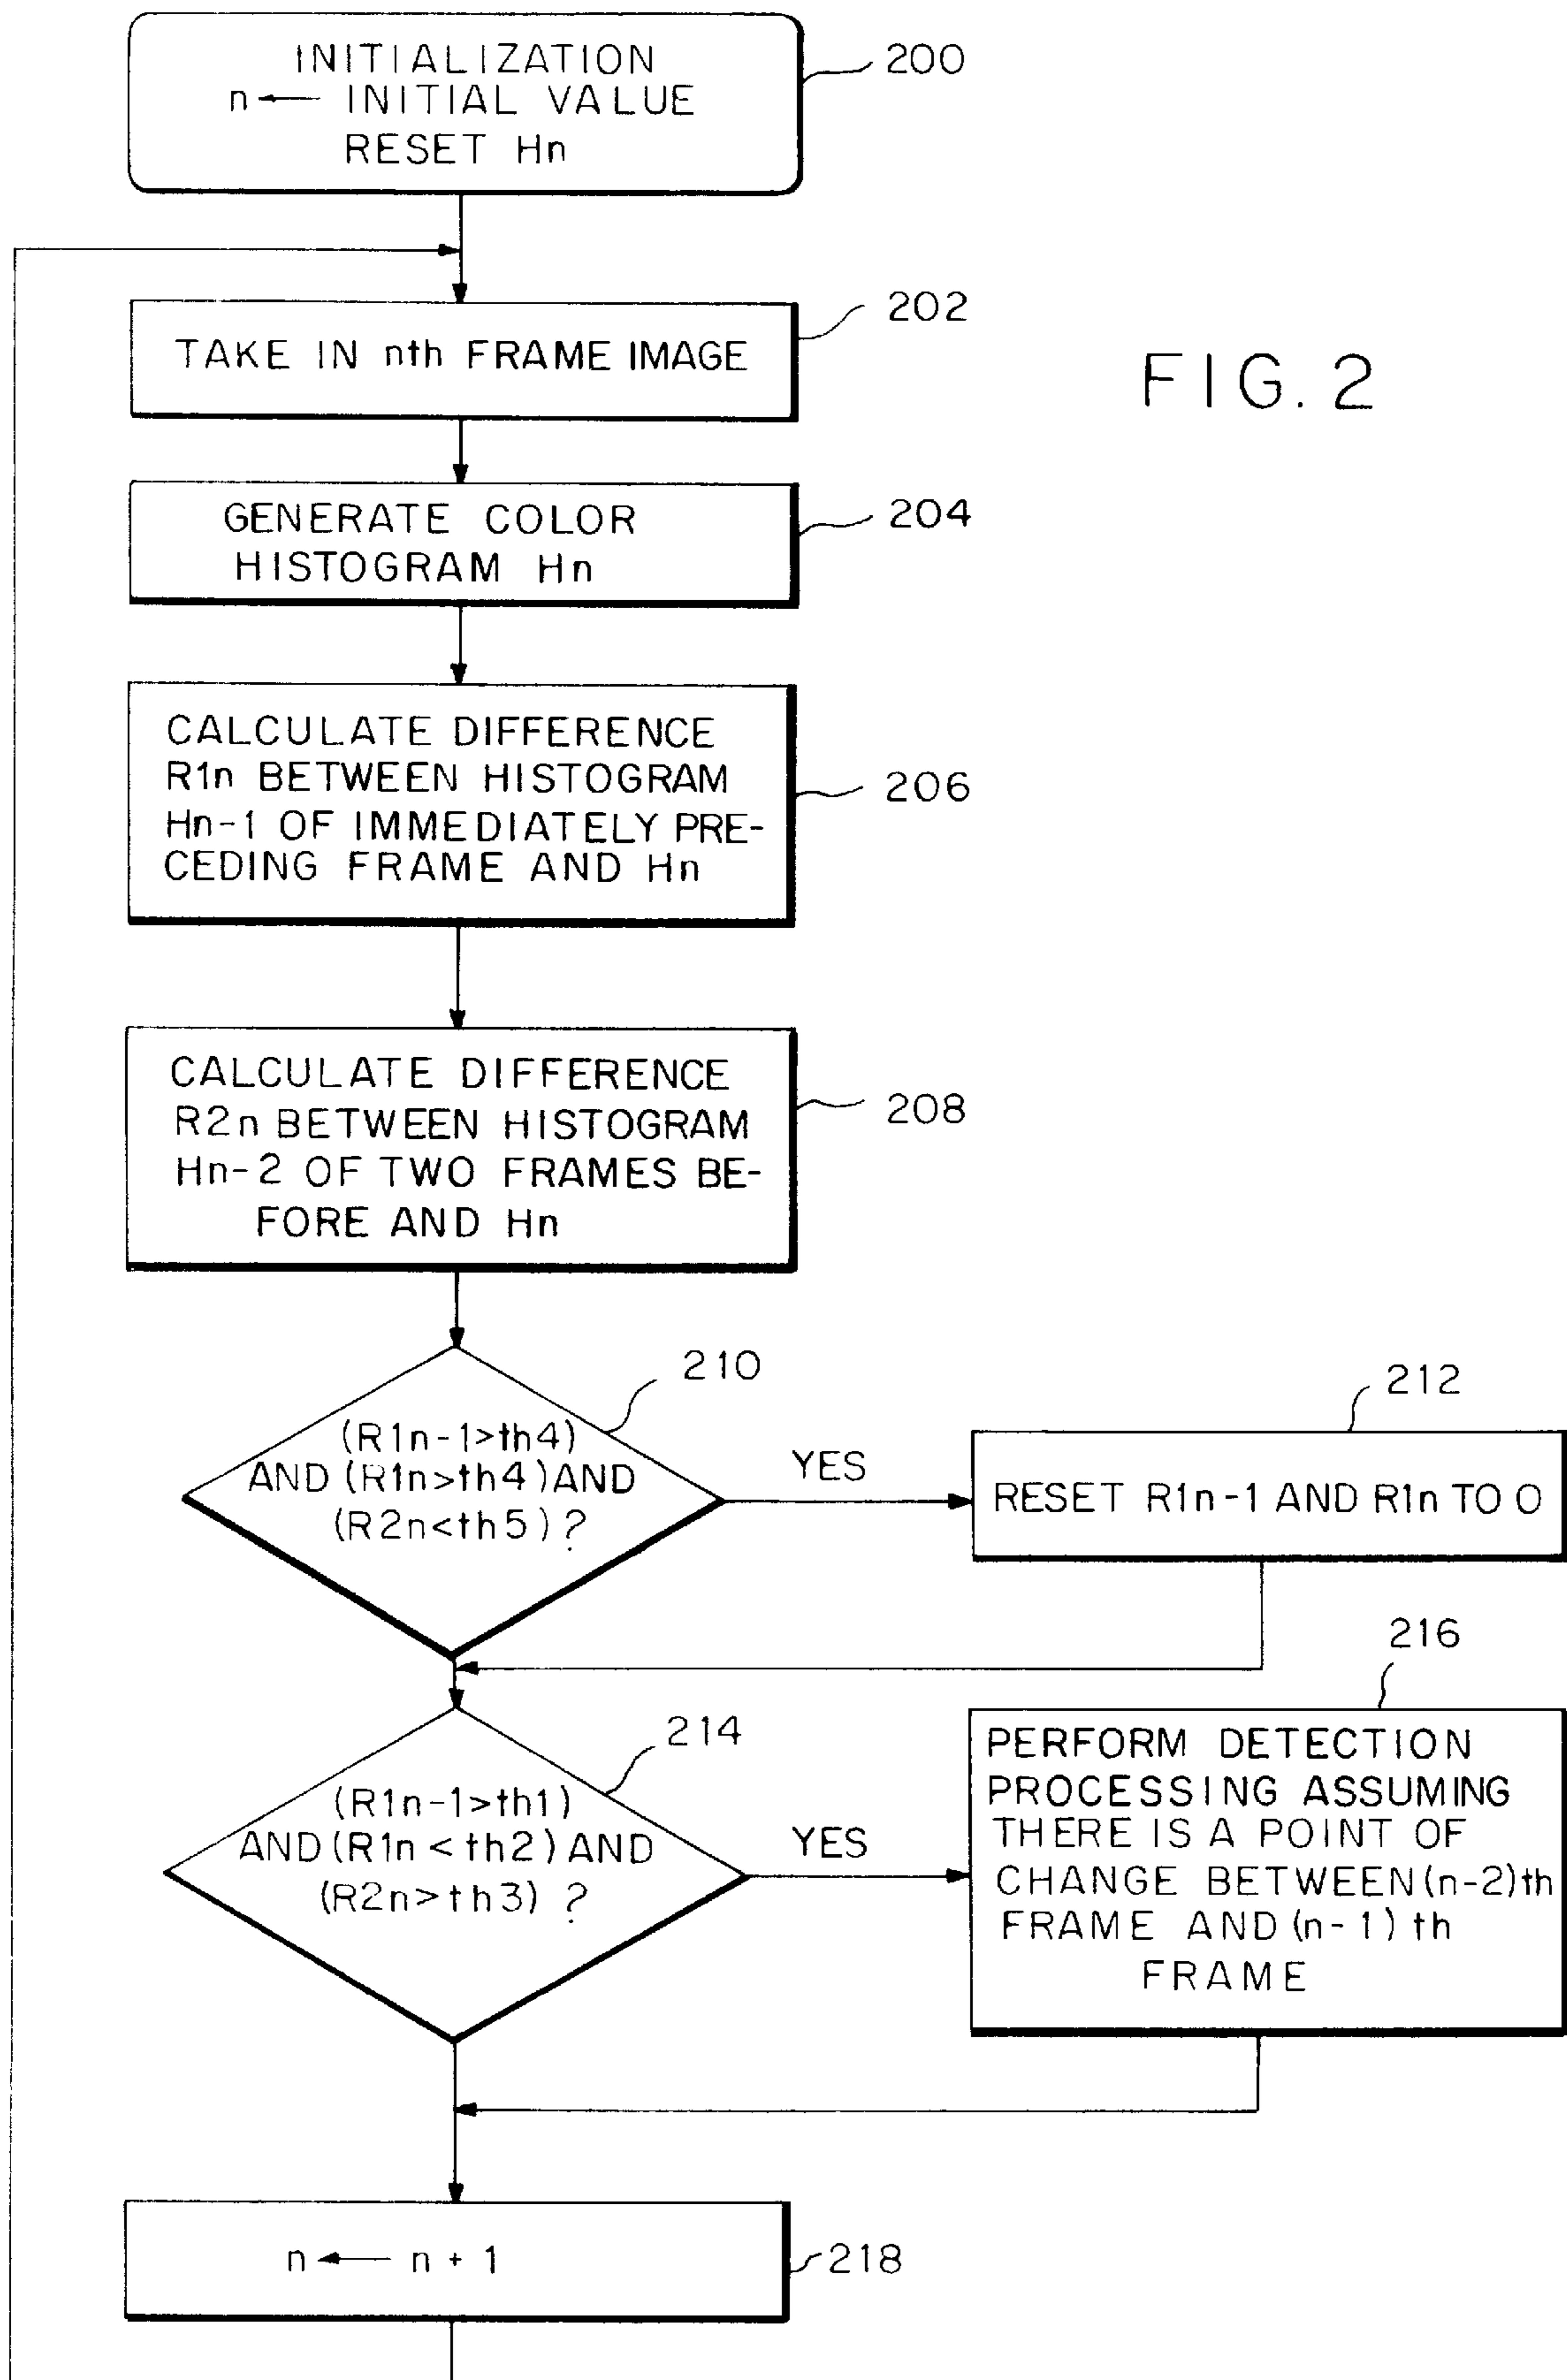 INITIALIZATION
n ← INITIAL VALUE
RESET Hn
200
TAKE IN nth FRAME IMAGE
202
FIG. 2
GENERATE COLOR
HISTOGRAM Hn
204
CALCULATE DIFFERENCE
R1n BETWEEN HISTOGRAM
Hn-1 OF IMMEDIATELY PRE-
CEDING FRAME AND Hn
206
CALCULATE DIFFERENCE
R2n BETWEEN HISTOGRAM
Hn-2 OF TWO FRAMES BE-
FORE AND Hn
208
210
(R1n-1>th4)
AND (R1n>th4) AND
(R2n<th5) ?
YES
212
RESET R1n-1 AND R1n TO 0
214
(R1n-1>th1)
AND (R1n < th2) AND
(R2n>th3) ?
YES
216
PERFORM DETECTION
PROCESSING ASSUMING
THERE IS A POINT OF
CHANGE BETWEEN (n-2)th
FRAME AND (n-1) th
FRAME
n ← n + 1
218